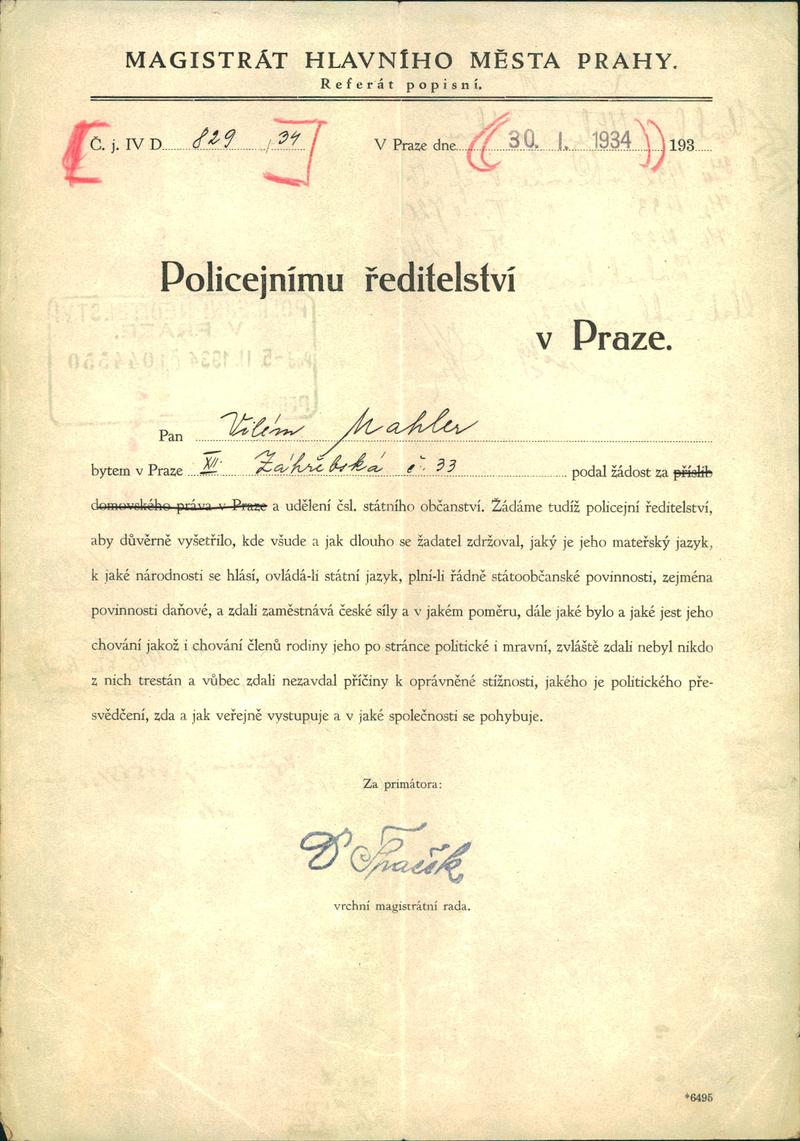 MAGISTRÁT HLAVNÍHO MĚSTA PRAHY.
Referát popisní.
Č. j. IV D 829 / 34 V Praze dne 30. I. 1934 193
Policejnímu ředitelství
v Praze.
Pan Vilém Mahler
bytem v Praze XII. Záhřebská č. 33 podal žádost za příslib
domovského práva v Praze a udělení čsl. státního občanství. Žádáme tudíž policejní ředitelství,
aby důvěrně vyšetřilo, kde všude a jak dlouho se žadatel zdržoval, jaký je jeho mateřský jazyk,
k jaké národnosti se hlásí, ovládá-li státní jazyk, plní-li řádně státoobčanské povinnosti, zejména
povinnosti daňové, a zdali zaměstnává české síly a v jakém poměru, dále jaké bylo a jaké jest jeho
chování jakož i chování členů rodiny jeho po stránce politické i mravní, zvláště zdali nebyl nikdo
z nich trestán a vůbec zdali nezavdal příčiny k oprávněné stížnosti, jakého je politického pře-
svědčení, zda a jak veřejně vystupuje a v jaké společnosti se pohybuje.
Za primátora:
Dr
vrchní magistrátní rada.
*6495